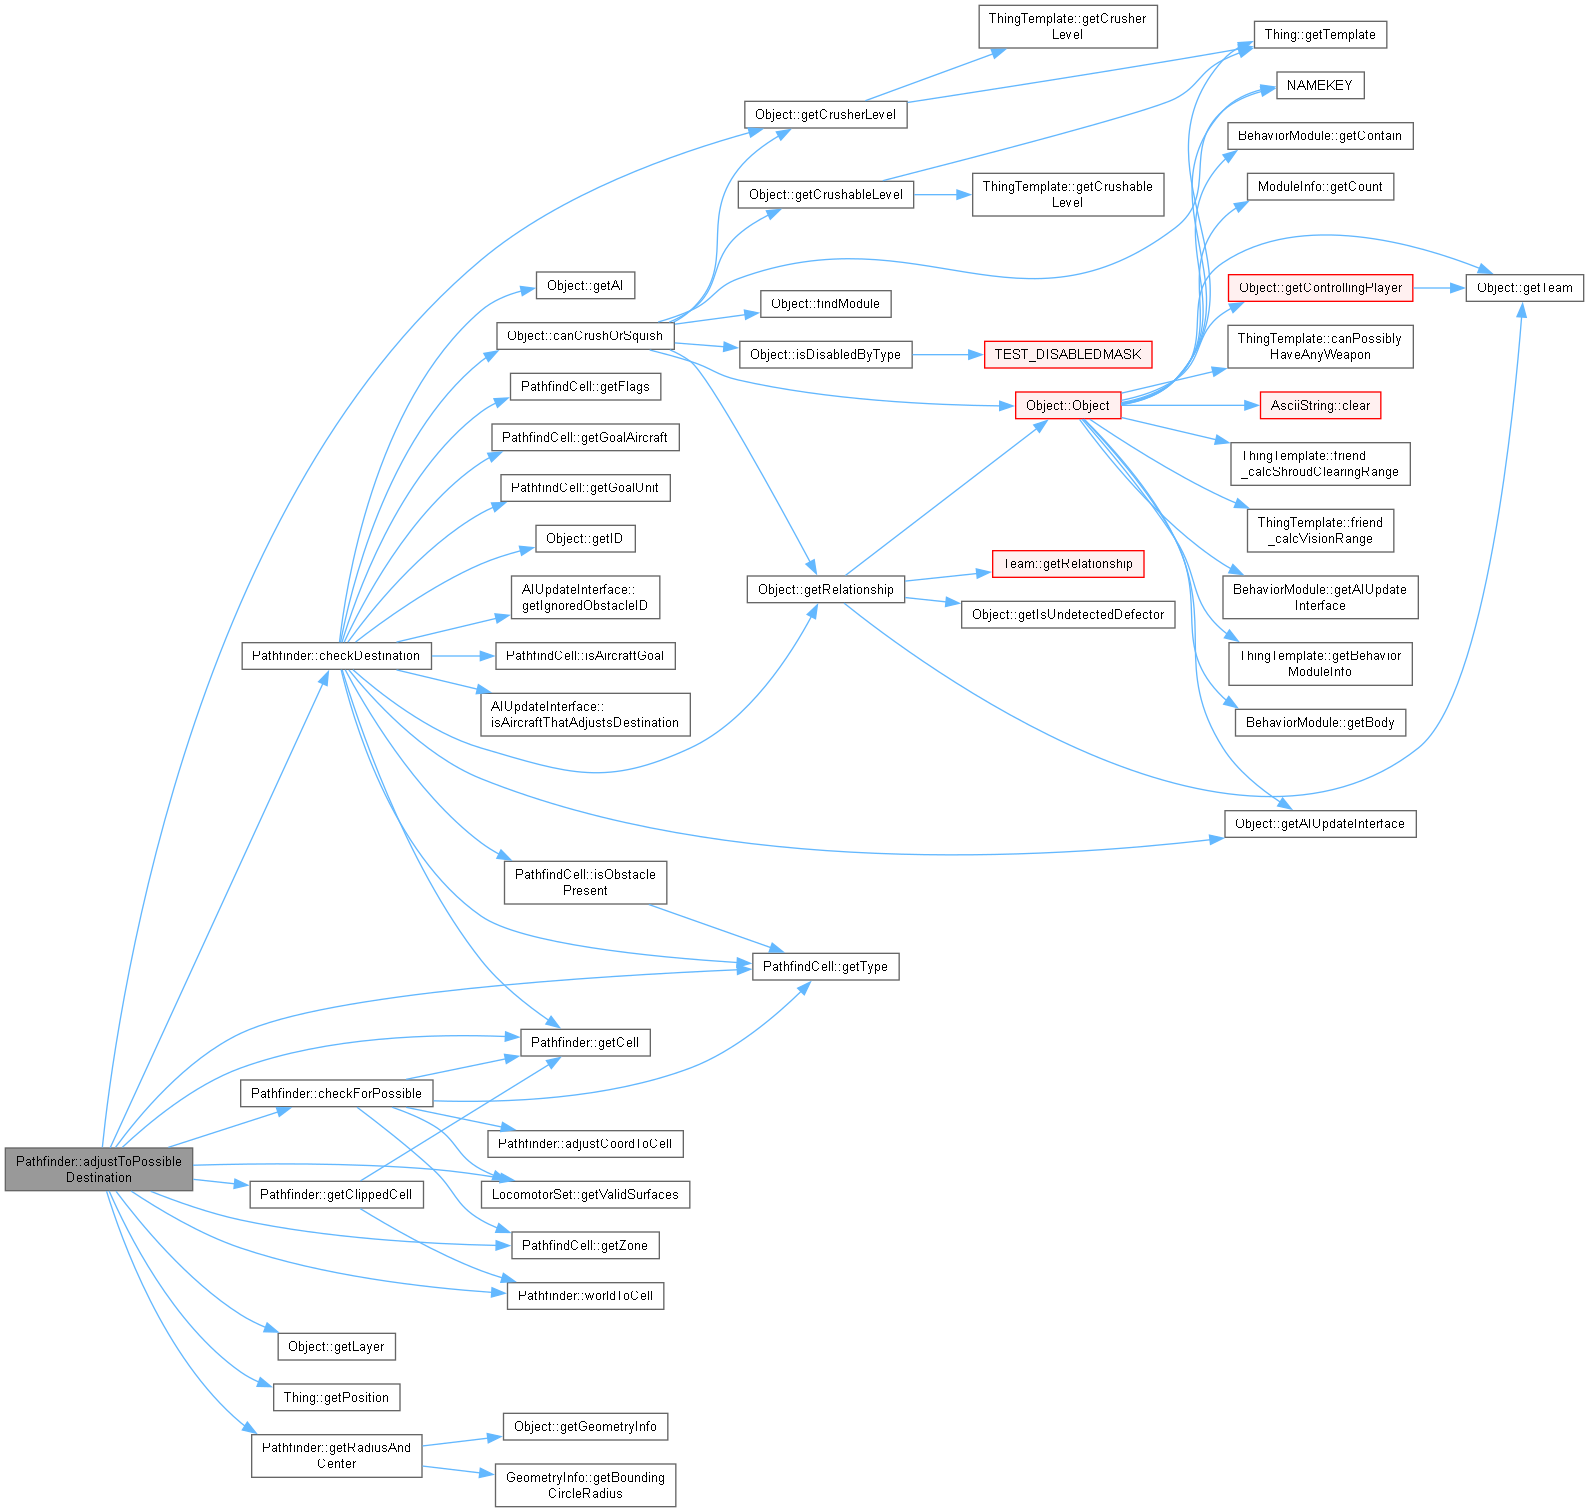 ThingTemplate::getCrusher
Level
Thing::getTemplate
NAMEKEY
Object::getCrusherLevel
BehaviorModule::getContain
Object::getCrushableLevel
ThingTemplate::getCrushable
Level
ModuleInfo::getCount
Object::getAI
Object::findModule
Object::getControllingPlayer
Object::getTeam
Object::canCrushOrSquish
Object::isDisabledByType
TEST_DISABLEDMASK
ThingTemplate::canPossibly
HaveAnyWeapon
PathfindCell::getFlags
Object::Object
AsciiString::clear
PathfindCell::getGoalAircraft
ThingTemplate::friend
_calcShroudClearingRange
PathfindCell::getGoalUnit
ThingTemplate::friend
_calcVisionRange
Object::getID
Team::getRelationship
AIUpdateInterface::
getIgnoredObstacleID
Object::getRelationship
Object::getIsUndetectedDefector
BehaviorModule::getAIUpdate
Interface
Pathfinder::checkDestination
PathfindCell::isAircraftGoal
ThingTemplate::getBehavior
ModuleInfo
AIUpdateInterface::
isAircraftThatAdjustsDestination
BehaviorModule::getBody
Object::getAIUpdateInterface
PathfindCell::isObstacle
Present
PathfindCell::getType
Pathfinder::getCell
Pathfinder::checkForPossible
Pathfinder::adjustCoordToCell
Pathfinder::adjustToPossible
Destination
Pathfinder::getClippedCell
LocomotorSet::getValidSurfaces
PathfindCell::getZone
Pathfinder::worldToCell
Object::getLayer
Thing::getPosition
Pathfinder::getRadiusAnd
Center
Object::getGeometryInfo
GeometryInfo::getBounding
CircleRadius